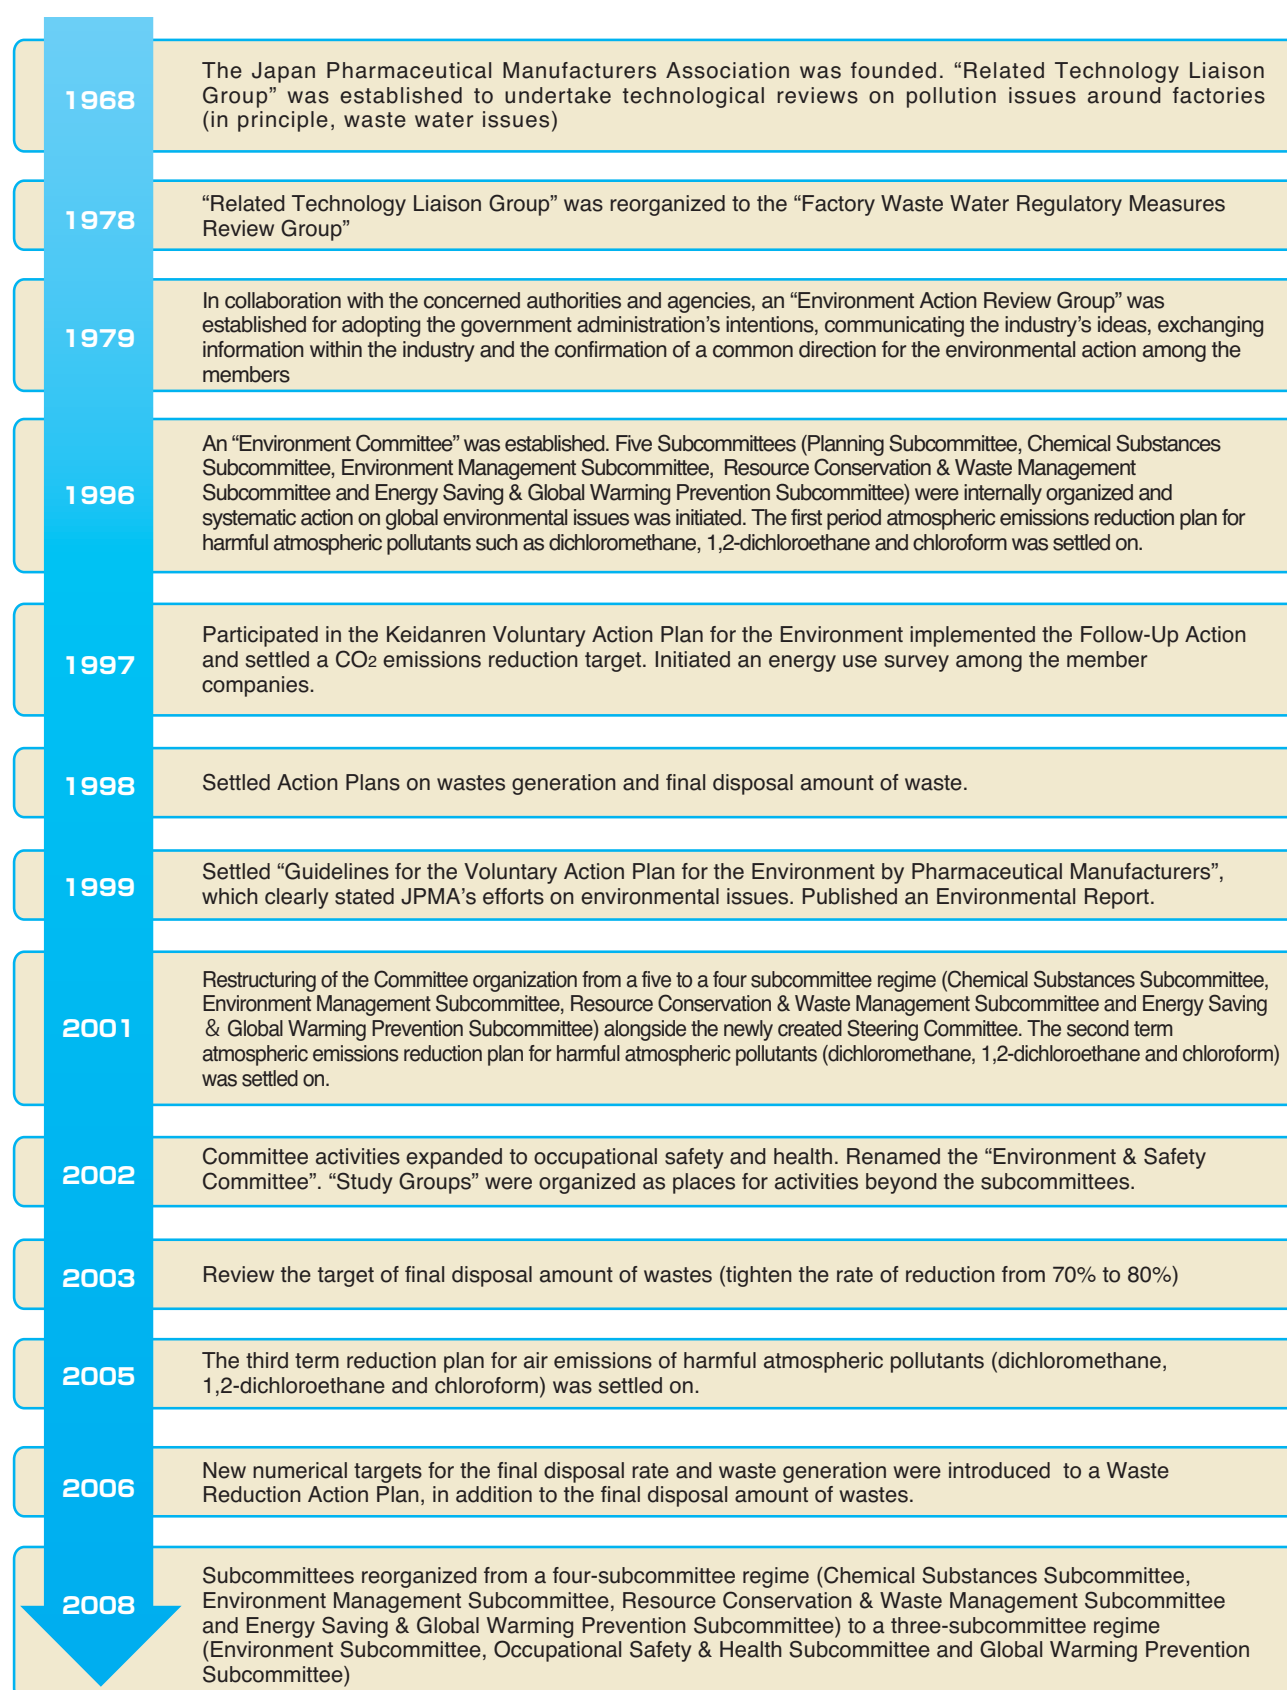 1968
The Japan Pharmaceutical Manufacturers Association was founded. “Related Technology Liaison
Group” was established to undertake technological reviews on pollution issues around factories
(in principle, waste water issues)
1978
“Related Technology Liaison Group” was reorganized to the “Factory Waste Water Regulatory Measures
Review Group”
1979
In collaboration with the concerned authorities and agencies, an “Environment Action Review Group” was
established for adopting the government administration’s intentions, communicating the industry’s ideas, exchanging
information within the industry and the confirmation of a common direction for the environmental action among the
members
1996
An “Environment Committee” was established. Five Subcommittees (Planning Subcommittee, Chemical Substances
Subcommittee, Environment Management Subcommittee, Resource Conservation & Waste Management
Subcommittee and Energy Saving & Global Warming Prevention Subcommittee) were internally organized and
systematic action on global environmental issues was initiated. The first period atmospheric emissions reduction plan for
harmful atmospheric pollutants such as dichloromethane, 1,2-dichloroethane and chloroform was settled on.
1997
Participated in the Keidanren Voluntary Action Plan for the Environment implemented the Follow-Up Action
and settled a CO2 emissions reduction target. Initiated an energy use survey among the member
companies.
1998
Settled Action Plans on wastes generation and final disposal amount of waste.
1999
Settled “Guidelines for the Voluntary Action Plan for the Environment by Pharmaceutical Manufacturers”,
which clearly stated JPMA’s efforts on environmental issues. Published an Environmental Report.
2001
Restructuring of the Committee organization from a five to a four subcommittee regime (Chemical Substances Subcommittee,
Environment Management Subcommittee, Resource Conservation & Waste Management Subcommittee and Energy Saving
& Global Warming Prevention Subcommittee) alongside the newly created Steering Committee. The second term
atmospheric emissions reduction plan for harmful atmospheric pollutants (dichloromethane, 1,2-dichloroethane and chloroform)
was settled on.
2002
Committee activities expanded to occupational safety and health. Renamed the “Environment & Safety
Committee”. “Study Groups” were organized as places for activities beyond the subcommittees.
2003
Review the target of final disposal amount of wastes (tighten the rate of reduction from 70% to 80%)
2005
The third term reduction plan for air emissions of harmful atmospheric pollutants (dichloromethane,
1,2-dichloroethane and chloroform) was settled on.
2006
New numerical targets for the final disposal rate and waste generation were introduced to a Waste
Reduction Action Plan, in addition to the final disposal amount of wastes.
2008
Subcommittees reorganized from a four-subcommittee regime (Chemical Substances Subcommittee,
Environment Management Subcommittee, Resource Conservation & Waste Management Subcommittee
and Energy Saving & Global Warming Prevention Subcommittee) to a three-subcommittee regime
(Environment Subcommittee, Occupational Safety & Health Subcommittee and Global Warming Prevention
Subcommittee)